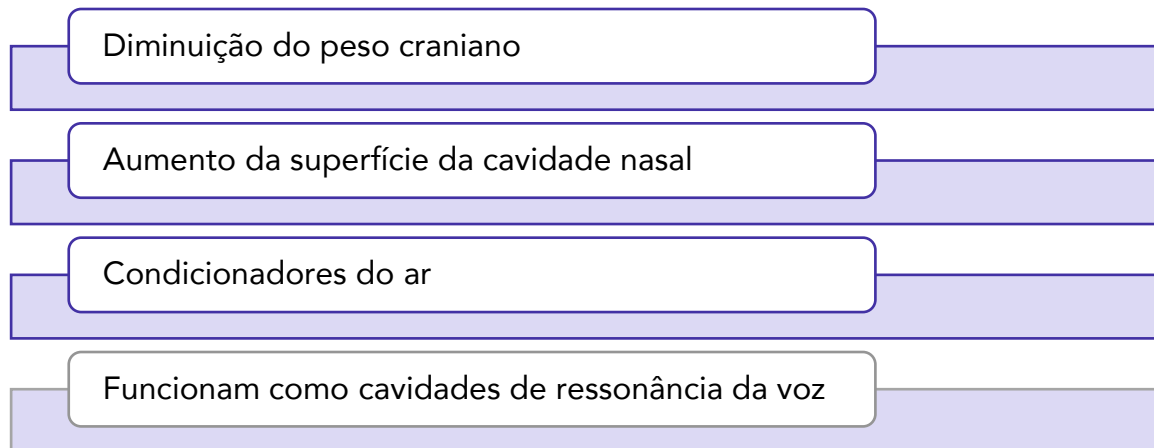 Diminuição do peso craniano
Aumento da superfície da cavidade nasal
Condicionadores do ar
Funcionam como cavidades de ressonância da voz